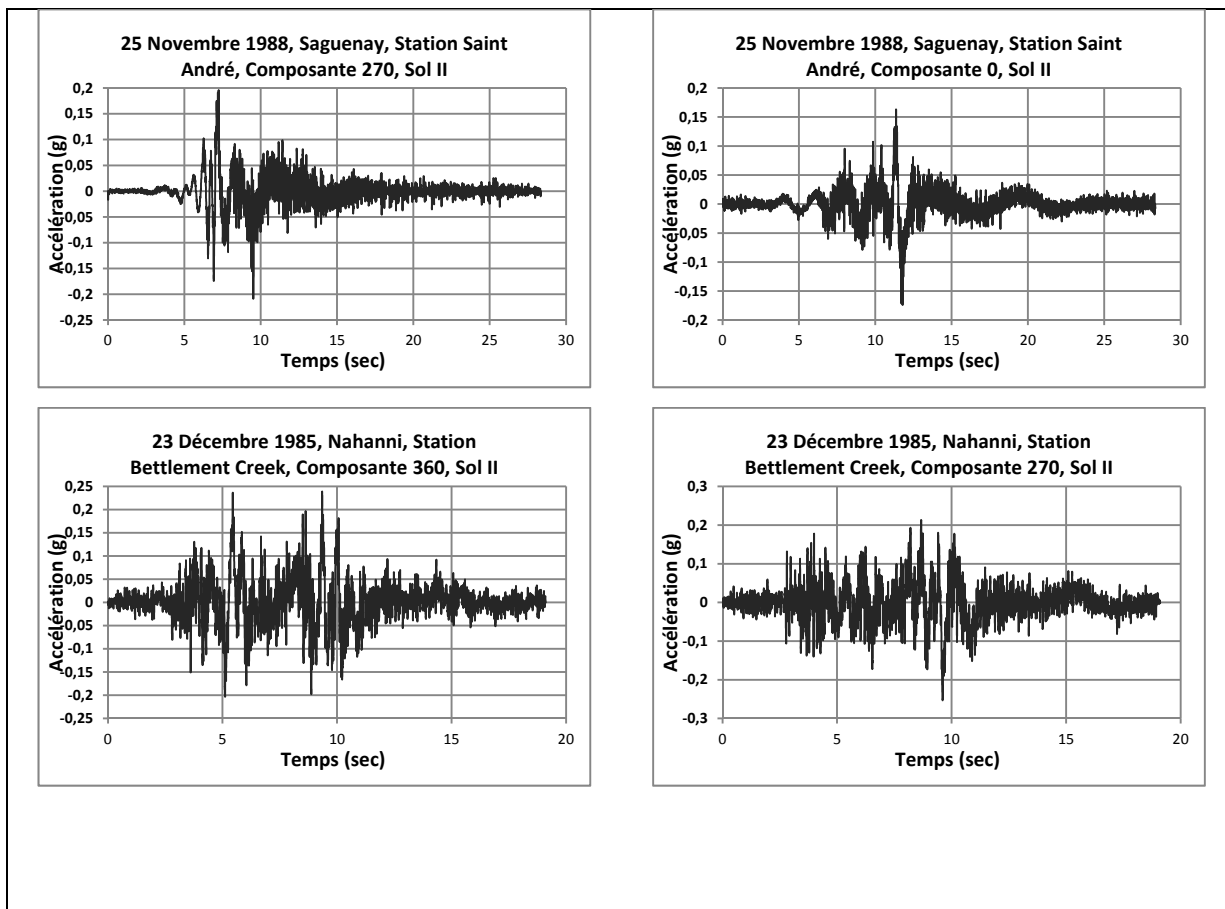 25 Novembre 1988, Saguenay, Station Saint
André, Composante 270, Sol II
0,2
0,15
0,1
0,05
0
-0,05
-0,1
-0,15
-0,2
-0,25
Accélération (g)
0 5 10 15 20 25 30
Temps (sec)
25 Novembre 1988, Saguenay, Station Saint
André, Composante 0, Sol II
0,2
0,15
0,1
0,05
0
-0,05
-0,1
-0,15
-0,2
Accélération (g)
0 5 10 15 20 25 30
Temps (sec)
23 Décembre 1985, Nahanni, Station
Bettlement Creek, Composante 360, Sol II
0,25
0,2
0,15
0,1
0,05
0
-0,05
-0,1
-0,15
-0,2
-0,25
Accélération (g)
0 5 10 15 20
Temps (sec)
23 Décembre 1985, Nahanni, Station
Bettlement Creek, Composante 270, Sol II
0,3
0,2
0,1
0
-0,1
-0,2
-0,3
Accélération (g)
0 5 10 15 20
Temps (sec)